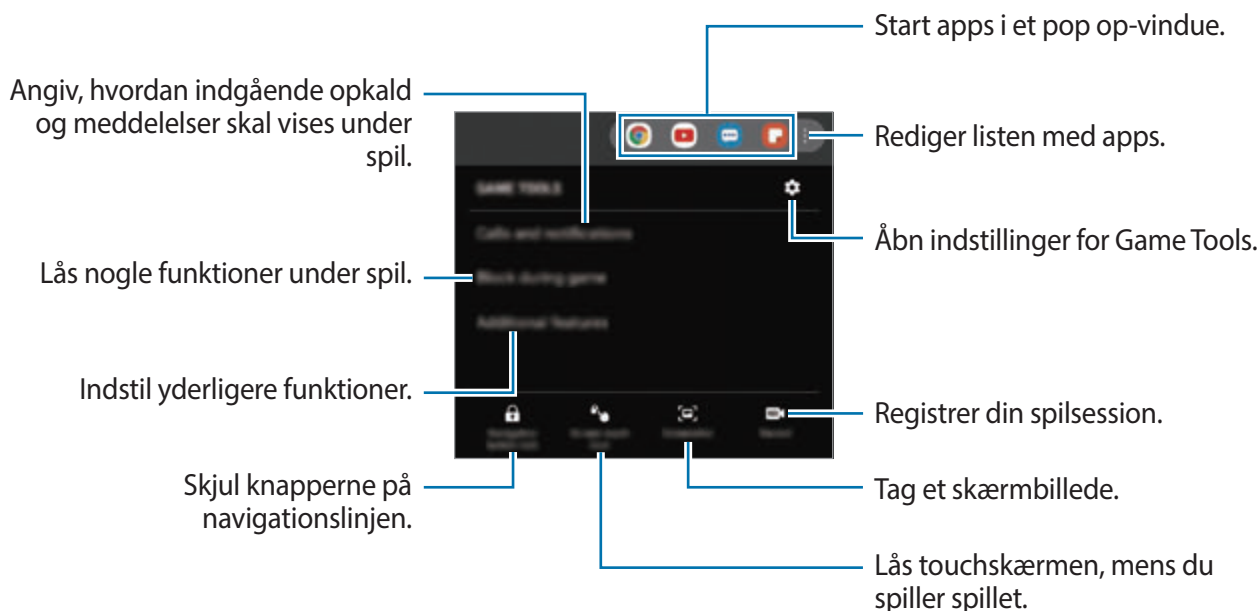 Start apps i et pop op-vindue.
Angiv, hvordan indgående opkald
og meddelelser skal vises under
spil.
Rediger listen med apps.
GAME TOOLS
Calls and notifications
Åbn indstillinger for Game Tools.
Lås nogle funktioner under spil.
Block during game
Additional features
Indstil yderligere funktioner.
Registrer din spilsession.
Skjul knapperne på
navigationslinjen.
Tag et skærmbillede.
Lås touchskærmen, mens du
spiller spillet.